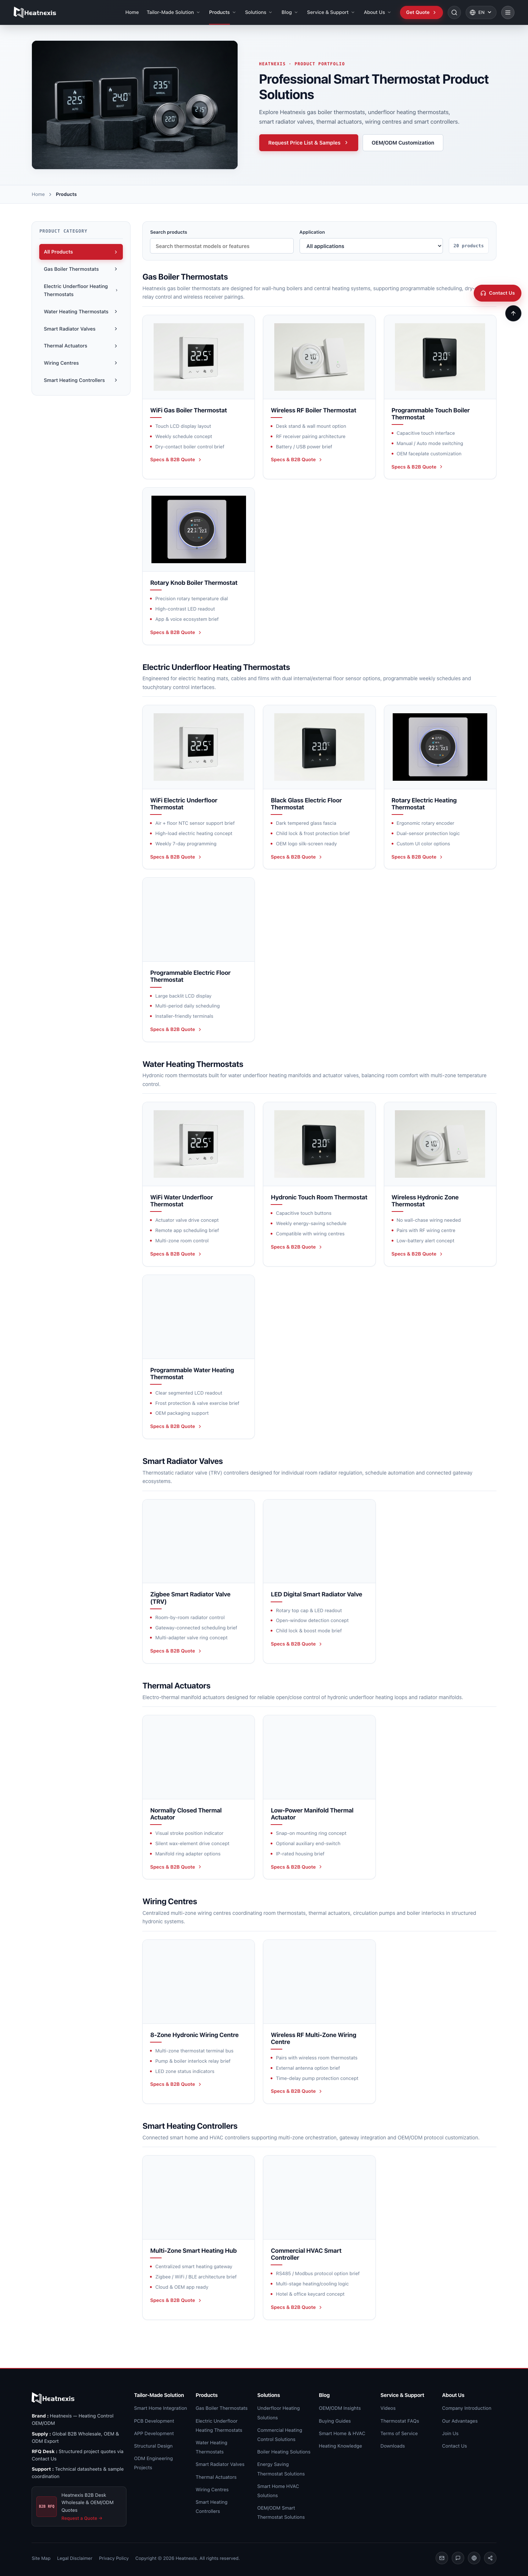 Heatnexis
Home
Tailor-Made Solution
Products
Solutions
Blog
Service & Support
About Us
Get Quote
EN
HEATNEXIS · PRODUCT PORTFOLIO
Professional Smart Thermostat Product
Solutions
Explore Heatnexis gas boiler thermostats, underfloor heating thermostats,
smart radiator valves, thermal actuators, wiring centres and smart controllers.
Request Price List & Samples
OEM/ODM Customization
Home
Products
PRODUCT CATEGORY
All Products
Gas Boiler Thermostats
Electric Underfloor Heating
Thermostats
Water Heating Thermostats
Smart Radiator Valves
Thermal Actuators
Wiring Centres
Smart Heating Controllers
Search products
Search thermostat models or features
Application
All applications
20 products
Contact Us
Gas Boiler Thermostats
Heatnexis gas boiler thermostats are designed for wall-hung boilers and central heating systems, supporting programmable scheduling, dry-
relay control and wireless receiver pairings.
WiFi Gas Boiler Thermostat
Touch LCD display layout
Weekly schedule concept
Dry-contact boiler control brief
Specs & B2B Quote
Wireless RF Boiler Thermostat
Desk stand & wall mount option
RF receiver pairing architecture
Battery / USB power brief
Specs & B2B Quote
Programmable Touch Boiler
Thermostat
Capacitive touch interface
Manual / Auto mode switching
OEM faceplate customization
Specs & B2B Quote
Rotary Knob Boiler Thermostat
Precision rotary temperature dial
High-contrast LED readout
App & voice ecosystem brief
Specs & B2B Quote
Electric Underfloor Heating Thermostats
Engineered for electric heating mats, cables and films with dual internal/external floor sensor options, programmable weekly schedules and
touch/rotary control interfaces.
WiFi Electric Underfloor
Thermostat
Air + floor NTC sensor support brief
High-load electric heating concept
Weekly 7-day programming
Specs & B2B Quote
Black Glass Electric Floor
Thermostat
Dark tempered glass fascia
Child lock & frost protection brief
OEM logo silk-screen ready
Specs & B2B Quote
Rotary Electric Heating
Thermostat
Ergonomic rotary encoder
Dual-sensor protection logic
Custom UI color options
Specs & B2B Quote
Programmable Electric Floor
Thermostat
Large backlit LCD display
Multi-period daily scheduling
Installer-friendly terminals
Specs & B2B Quote
Water Heating Thermostats
Hydronic room thermostats built for water underfloor heating manifolds and actuator valves, balancing room comfort with multi-zone temperature
control.
WiFi Water Underfloor
Thermostat
Actuator valve drive concept
Remote app scheduling brief
Multi-zone room control
Specs & B2B Quote
Hydronic Touch Room Thermostat
Capacitive touch buttons
Weekly energy-saving schedule
Compatible with wiring centres
Specs & B2B Quote
Wireless Hydronic Zone
Thermostat
No wall-chase wiring needed
Pairs with RF wiring centre
Low-battery alert concept
Specs & B2B Quote
Programmable Water Heating
Thermostat
Clear segmented LCD readout
Frost protection & valve exercise brief
OEM packaging support
Specs & B2B Quote
Smart Radiator Valves
Thermostatic radiator valve (TRV) controllers designed for individual room radiator regulation, schedule automation and connected gateway
ecosystems.
Zigbee Smart Radiator Valve
(TRV)
Room-by-room radiator control
Gateway-connected scheduling brief
Multi-adapter valve ring concept
Specs & B2B Quote
LED Digital Smart Radiator Valve
Rotary top cap & LED readout
Open-window detection concept
Child lock & boost mode brief
Specs & B2B Quote
Thermal Actuators
Electro-thermal manifold actuators designed for reliable open/close control of hydronic underfloor heating loops and radiator manifolds.
Normally Closed Thermal
Actuator
Visual stroke position indicator
Silent wax-element drive concept
Manifold ring adapter options
Specs & B2B Quote
Low-Power Manifold Thermal
Actuator
Snap-on mounting ring concept
Optional auxiliary end-switch
IP-rated housing brief
Specs & B2B Quote
Wiring Centres
Centralized multi-zone wiring centres coordinating room thermostats, thermal actuators, circulation pumps and boiler interlocks in structured
hydronic systems.
8-Zone Hydronic Wiring Centre
Multi-zone thermostat terminal bus
Pump & boiler interlock relay brief
LED zone status indicators
Specs & B2B Quote
Wireless RF Multi-Zone Wiring
Centre
Pairs with wireless room thermostats
External antenna option brief
Time-delay pump protection concept
Specs & B2B Quote
Smart Heating Controllers
Connected smart home and HVAC controllers supporting multi-zone orchestration, gateway integration and OEM/ODM protocol customization.
Multi-Zone Smart Heating Hub
Centralized smart heating gateway
Zigbee / WiFi / BLE architecture brief
Cloud & OEM app ready
Specs & B2B Quote
Commercial HVAC Smart
Controller
RS485 / Modbus protocol option brief
Multi-stage heating/cooling logic
Hotel & office keycard concept
Specs & B2B Quote
Heatnexis
Brand : Heatnexis — Heating Control
OEM/ODM
Supply : Global B2B Wholesale, OEM &
ODM Export
RFQ Desk : Structured project quotes via
Contact Us
Support : Technical datasheets & sample
coordination
B2B RFQ
Heatnexis B2B Desk
Wholesale & OEM/ODM
Quotes
Request a Quote →
Tailor-Made Solution
Smart Home Integration
PCB Development
APP Development
Structural Design
ODM Engineering
Projects
Products
Gas Boiler Thermostats
Electric Underfloor
Heating Thermostats
Water Heating
Thermostats
Smart Radiator Valves
Thermal Actuators
Wiring Centres
Smart Heating
Controllers
Solutions
Underfloor Heating
Solutions
Commercial Heating
Control Solutions
Boiler Heating Solutions
Energy Saving
Thermostat Solutions
Smart Home HVAC
Solutions
OEM/ODM Smart
Thermostat Solutions
Blog
OEM/ODM Insights
Buying Guides
Smart Home & HVAC
Heating Knowledge
Service & Support
Videos
Thermostat FAQs
Terms of Service
Downloads
About Us
Company Introduction
Our Advantages
Join Us
Contact Us
Site Map
Legal Disclaimer
Privacy Policy
Copyright © 2026 Heatnexis. All rights reserved.